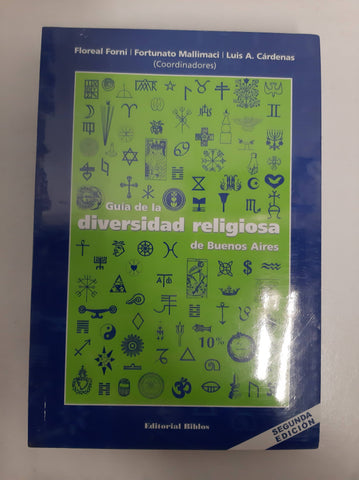 Floreal Forni | Fortunato Mallimaci | Luis A. Cárdenas
(Coordinadores)
Guía de la
diversidad religiosa
de Buenos Aires
10%
Editorial Biblos
SEGUNDA
EDICIÓN